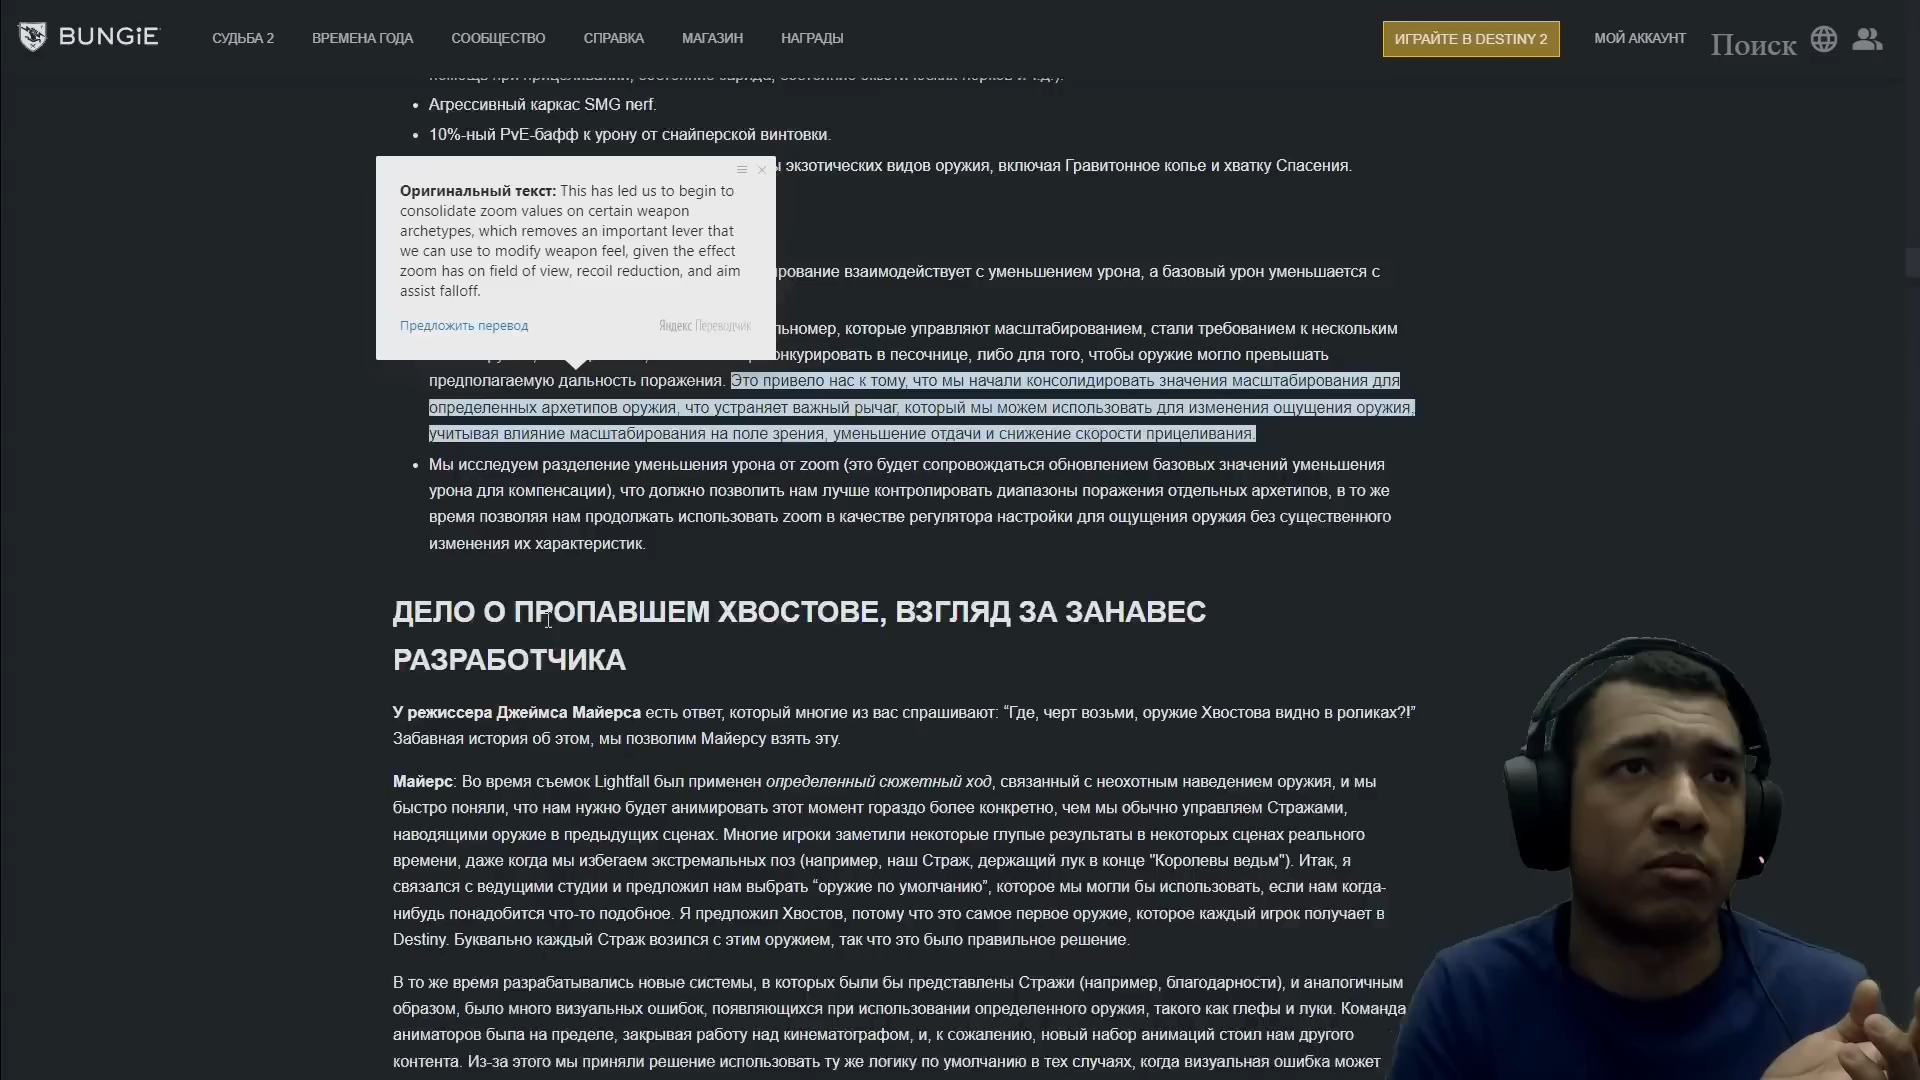 BUNGiE
СУДЬБА 2
ВРЕМЕНА ГОДА
СООБЩЕСТВО
СПРАВКА
МАГАЗИН
НАГРАДЫ
ИГРАЙТЕ В DESTINY 2
МОЙ АККАУНТ
Поиск
помощь при прицеливании, состояние заряда, состояние экзотических перков и т.д.).
Агрессивный каркас SMG nerf.
10%-ный PvE-бафф к урону от снайперской винтовки.
экзотических видов оружия, включая Гравитонное копье и хватку Спасения.
Оригинальный текст: This has led us to begin to
consolidate zoom values on certain weapon
archetypes, which removes an important lever that
we can use to modify weapon feel, given the effect
zoom has on field of view, recoil reduction, and aim
assist falloff.
Предложить перевод
Яндекс Переводчик
рование взаимодействует с уменьшением урона, а базовый урон уменьшается с
льномер, которые управляют масштабированием, стали требованием к нескольким
онкурировать в песочнице, либо для того, чтобы оружие могло превышать
предполагаемую дальность поражения. Это привело нас к тому, что мы начали консолидировать значения масштабирования для
определенных архетипов оружия, что устраняет важный рычаг, который мы можем использовать для изменения ощущения оружия,
учитывая влияние масштабирования на поле зрения, уменьшение отдачи и снижение скорости прицеливания.
Мы исследуем разделение уменьшения урона от zoom (это будет сопровождаться обновлением базовых значений уменьшения
урона для компенсации), что должно позволить нам лучше контролировать диапазоны поражения отдельных архетипов, в то же
время позволяя нам продолжать использовать zoom в качестве регулятора настройки для ощущения оружия без существенного
изменения их характеристик.
ДЕЛО О ПРОПАВШЕМ ХВОСТОВЕ, ВЗГЛЯД ЗА ЗАНАВЕС
РАЗРАБОТЧИКА
У режиссера Джеймса Майерса есть ответ, который многие из вас спрашивают: “Где, черт возьми, оружие Хвостова видно в роликах?!”
Забавная история об этом, мы позволим Майерсу взять эту.
Майерс: Во время съемок Lightfall был применен определенный сюжетный ход, связанный с неохотным наведением оружия, и мы
быстро поняли, что нам нужно будет анимировать этот момент гораздо более конкретно, чем мы обычно управляем Стражами,
наводящими оружие в предыдущих сценах. Многие игроки заметили некоторые глупые результаты в некоторых сценах реального
времени, даже когда мы избегаем экстремальных поз (например, наш Страж, держащий лук в конце "Королевы ведьм"). Итак, я
связался с ведущими студии и предложил нам выбрать “оружие по умолчанию”, которое мы могли бы использовать, если нам когда-
нибудь понадобится что-то подобное. Я предложил Хвостов, потому что это самое первое оружие, которое каждый игрок получает в
Destiny. Буквально каждый Страж возился с этим оружием, так что это было правильное решение.
В то же время разрабатывались новые системы, в которых были бы представлены Стражи (например, благодарности), и аналогичным
образом, было много визуальных ошибок, появляющихся при использовании определенного оружия, такого как глефы и луки. Команда
аниматоров была на пределе, закрывая работу над кинематографом, и, к сожалению, новый набор анимаций стоил нам другого
контента. Из-за этого мы приняли решение использовать ту же логику по умолчанию в тех случаях, когда визуальная ошибка может